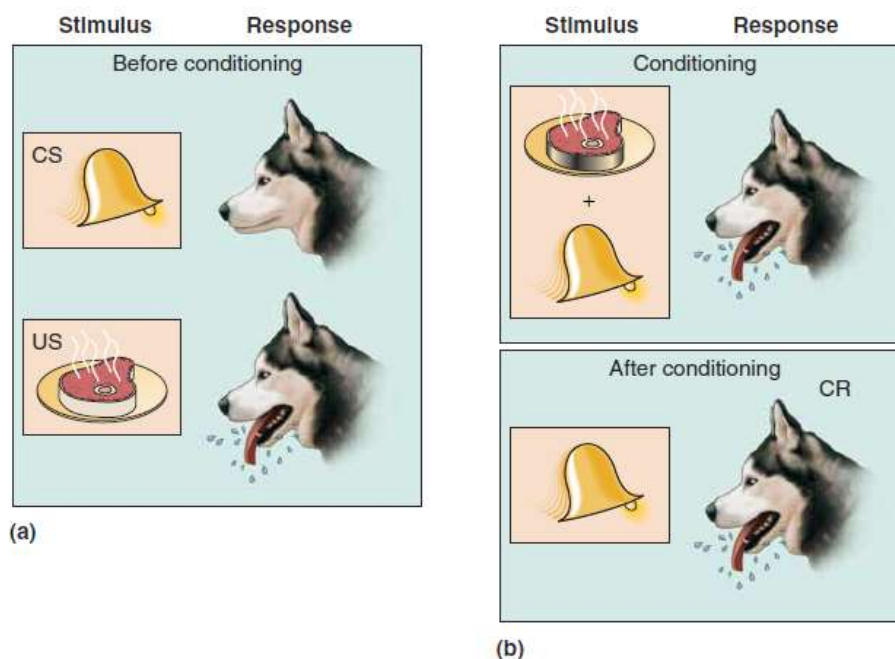 Stimulus Response
Before conditioning
CS
US
(a)
Stimulus Response
Conditioning
+
After conditioning
CR
(b)